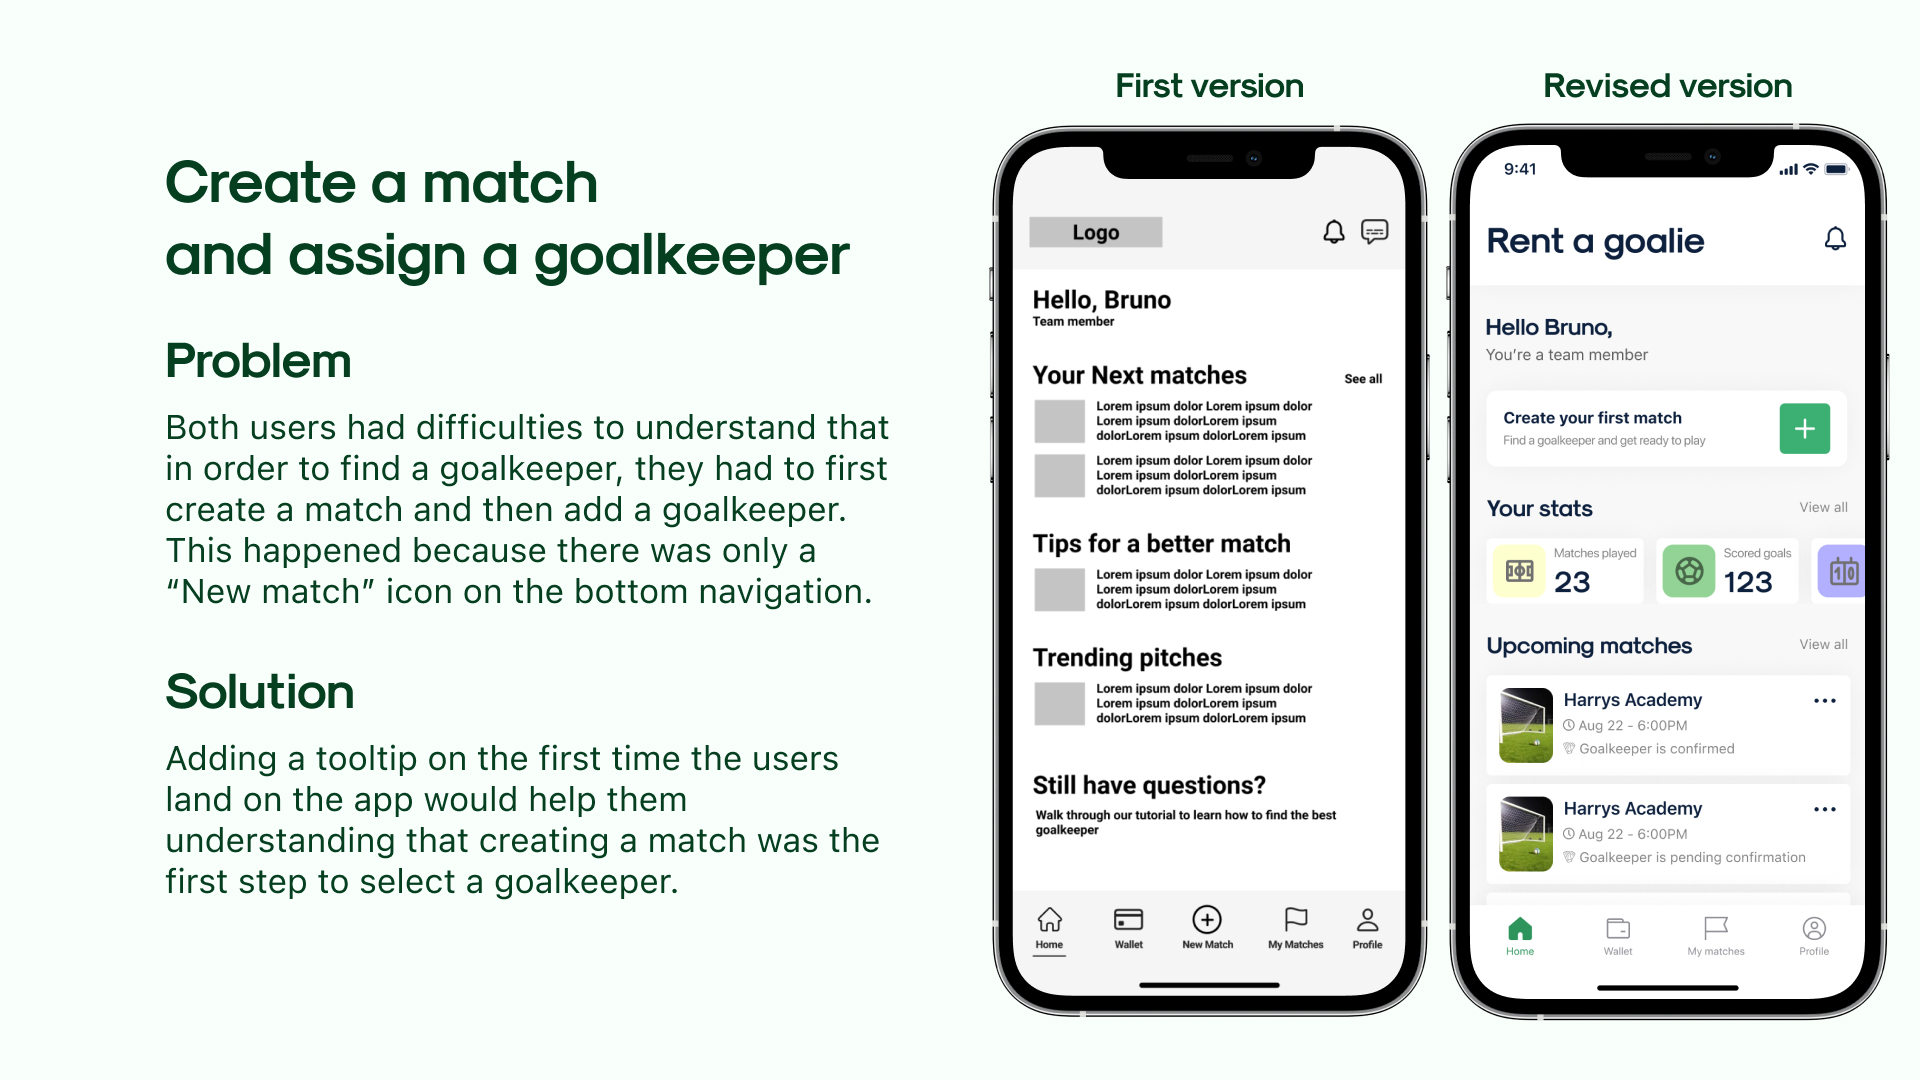 Create a match
and assign a goalkeeper
Problem
Both users had difficulties to understand that
in order to find a goalkeeper, they had to first
create a match and then add a goalkeeper.
This happened because there was only a
“New match” icon on the bottom navigation.
Solution
Adding a tooltip on the first time the users
land on the app would help them
understanding that creating a match was the
first step to select a goalkeeper.
First version
Logo
Hello, Bruno
Team member
Your Next matches
See all
Lorem ipsum dolor Lorem ipsum dolor
Lorem ipsum dolorLorem ipsum
dolorLorem ipsum dolorLorem ipsum
Lorem ipsum dolor Lorem ipsum dolor
Lorem ipsum dolorLorem ipsum
dolorLorem ipsum dolorLorem ipsum
Tips for a better match
Lorem ipsum dolor Lorem ipsum dolor
Lorem ipsum dolorLorem ipsum
dolorLorem ipsum dolorLorem ipsum
Trending pitches
Lorem ipsum dolor Lorem ipsum dolor
Lorem ipsum dolorLorem ipsum
dolorLorem ipsum dolorLorem ipsum
Still have questions?
Walk through our tutorial to learn how to find the best
goalkeeper
Home
Wallet
New Match
My Matches
Profile
Revised version
9:41
Rent a goalie
Hello Bruno,
You’re a team member
Create your first match
Find a goalkeeper and get ready to play
Your stats
View all
Matches played
23
Scored goals
123
10
Upcoming matches
View all
Harrys Academy
Aug 22 - 6:00PM
Goalkeeper is confirmed
Harrys Academy
Aug 22 - 6:00PM
Goalkeeper is pending confirmation
Home
Wallet
My matches
Profile